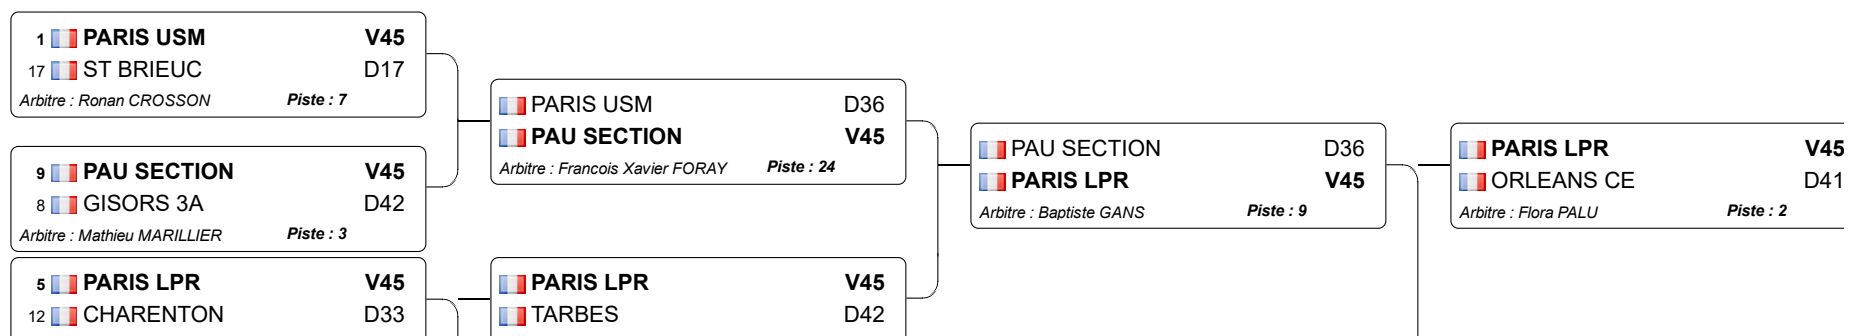 1 PARIS USM V45
17 ST BRIEUC D17
Arbitre : Ronan CROSSON Piste : 7
9 PAU SECTION V45
8 GISORS 3A D42
Arbitre : Mathieu MARILLIER Piste : 3
5 PARIS LPR V45
12 CHARENTON D33
PARIS USM D36
PAU SECTION V45
Arbitre : Francois Xavier FORAY Piste : 24
PARIS LPR V45
TARBES D42
PAU SECTION D36
PARIS LPR V45
Arbitre : Baptiste GANS Piste : 9
PARIS LPR V45
ORLEANS CE D41
Arbitre : Flora PALU Piste : 2